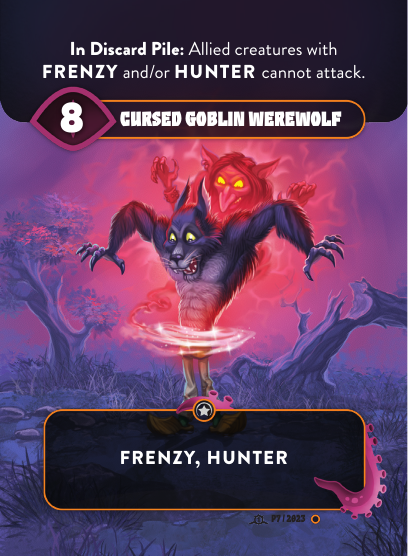 In Discard Pile: Allied creatures with
FRENZY and/or HUNTER cannot attack.
8 CURSED GOBLIN WEREWOLF
FRENZY, HUNTER
97 | 2023